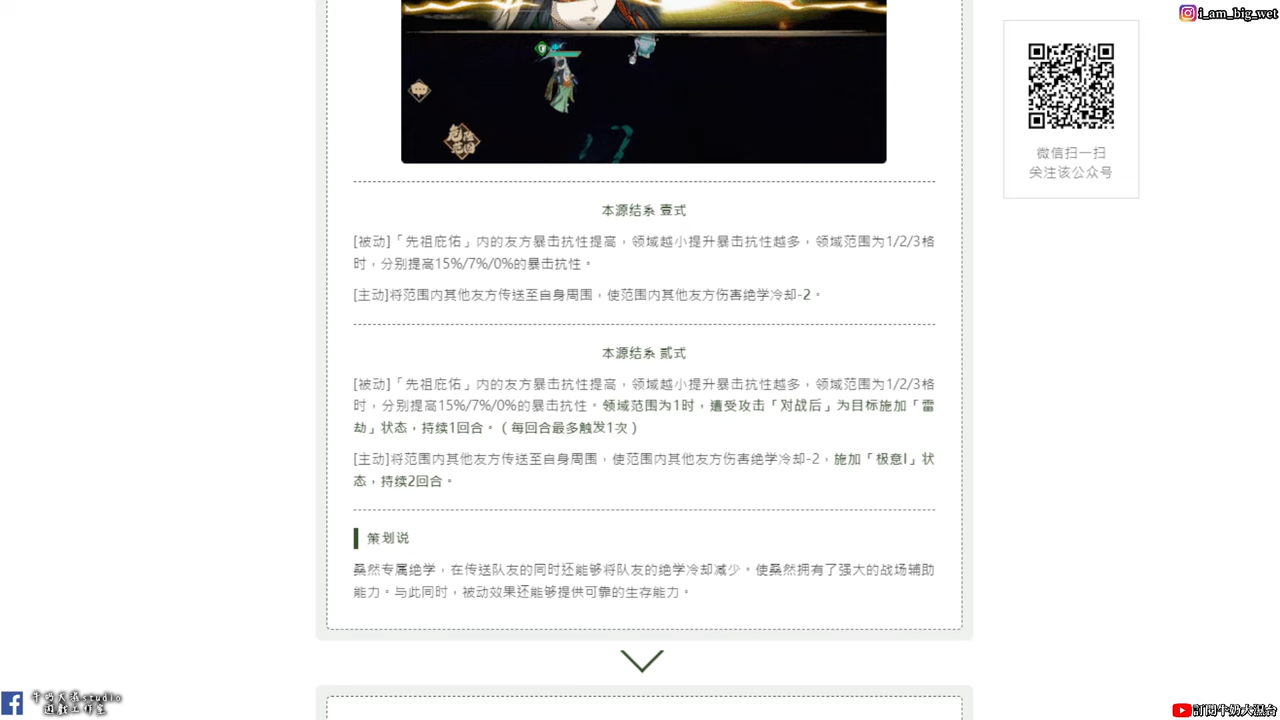 i_am_big_wet
微信扫一扫
关注该公众号
本源结系 壹式
[被动]「先祖庇佑」内的友方暴击抗性提高，领域越小提升暴击抗性越多，领域范围为1/2/3格
时，分别提高15%/7%/0%的暴击抗性。
[主动]将范围内其他友方传送至自身周围，使范围内其他友方伤害绝学冷却-2。
本源结系 贰式
[被动]「先祖庇佑」内的友方暴击抗性提高，领域越小提升暴击抗性越多，领域范围为1/2/3格
时，分别提高15%/7%/0%的暴击抗性。领域范围为1时，遭受攻击「对战后」为目标施加「雷
劫」状态，持续1回合。（每回合最多触发1次）
[主动]将范围内其他友方传送至自身周围，使范围内其他友方伤害绝学冷却-2，施加「极意I」状
态，持续2回合。
策划说
桑然专属绝学，在传送队友的同时还能够将队友的绝学冷却减少。使桑然拥有了强大的战场辅助
能力。与此同时，被动效果还能够提供可靠的生存能力。
牛奶大濕studio
遊戲工作室
訂閱牛奶大濕台